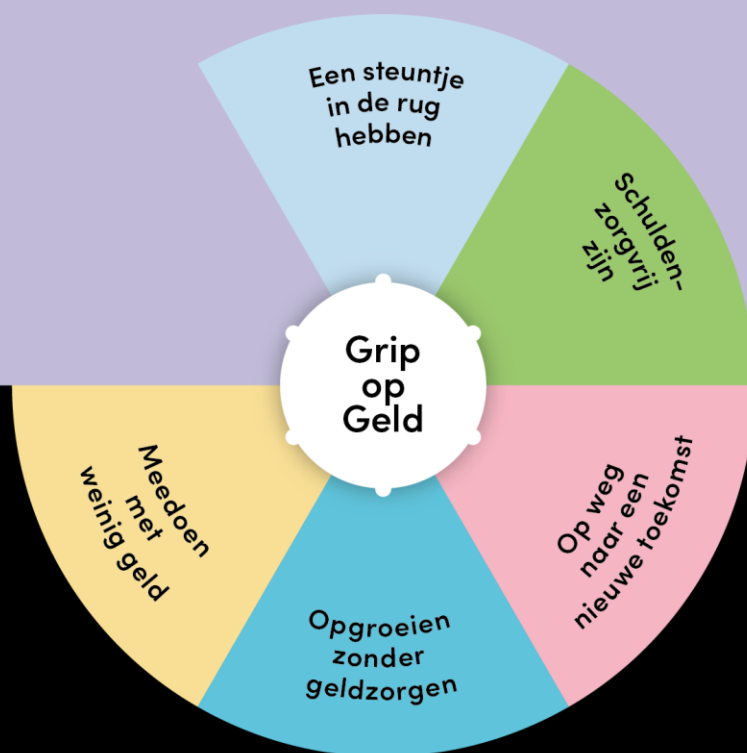 Een steuntje
in de rug
hebben
Schulden-
zorgvrij
zijn
Grip
op
Geld
Op weg
naar een
nieuwe toekomst
Opgroeien
zonder
geldzorgen
Meedoen
met
weinig geld